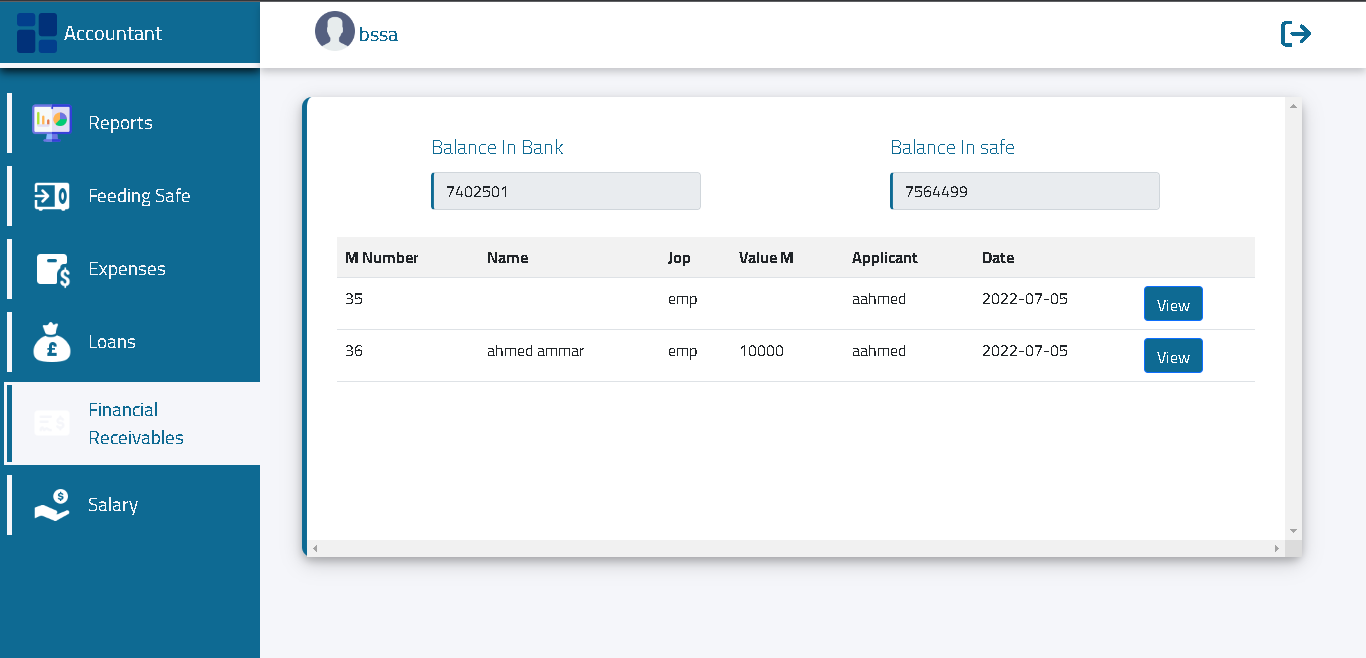 Accountant
bssa
Reports
Feeding Safe
Expenses
Loans
Financial
Receivables
Salary
Balance In Bank
Balance In safe
7402501
7564499
M Number Name Jop Value M Applicant Date
35 emp aahmed 2022-07-05 View
36 ahmed ammar emp 10000 aahmed 2022-07-05 View